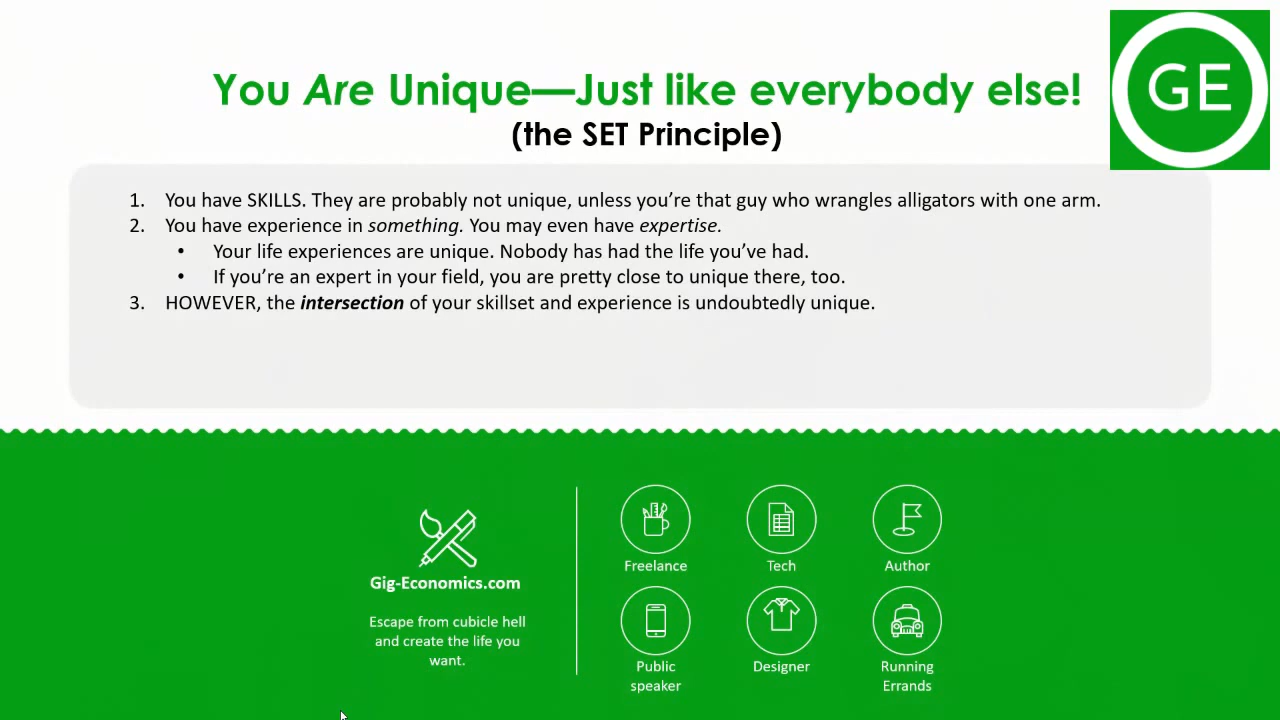 GE
You Are Unique—Just like everybody else!
(the SET Principle)
1. You have SKILLS. They are probably not unique, unless you’re that guy who wrangles alligators with one arm.
2. You have experience in something. You may even have expertise.
• Your life experiences are unique. Nobody has had the life you’ve had.
• If you’re an expert in your field, you are pretty close to unique there, too.
3. HOWEVER, the intersection of your skillset and experience is undoubtedly unique.
Gig-Economics.com
Escape from cubicle hell
and create the life you
want.
Freelance
Tech
Author
Public
speaker
Designer
Running
Errands